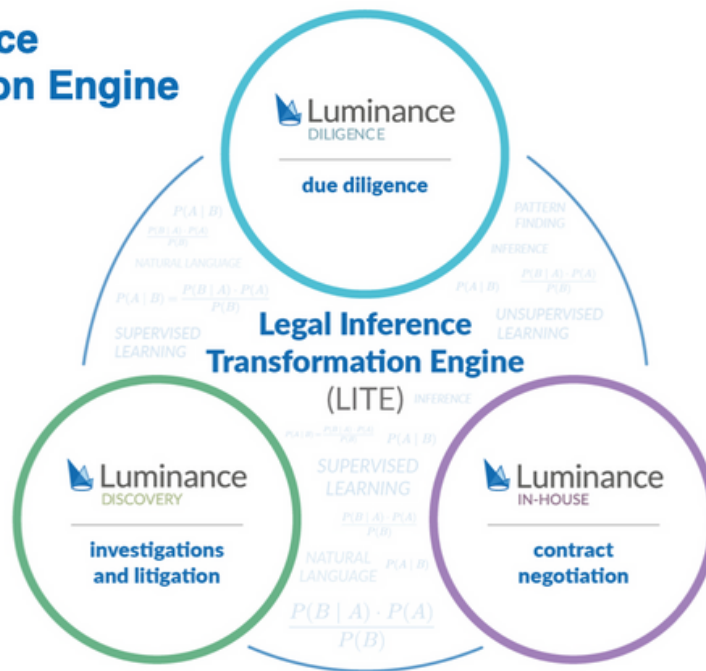 ce
on Engine
Luminance
DILIGENCE
due diligence
P(A | B)
P(B | A) · P(A)
P(B)
NATURAL LANGUAGE
P(A | B) = P(B | A) · P(A)
P(B)
SUPERVISED
LEARNING
PATTERN
FINDING
INFERENCE
P(A | B)
P(B | A) · P(A)
P(B)
UNSUPERVISED
LEARNING
Legal Inference
Transformation Engine
(LITE)
INFERENCE
P(A | B) = P(B | A) · P(A)
P(B)
P(A | B)
SUPERVISED
LEARNING
P(B | A) · P(A)
P(B)
NATURAL
LANGUAGE
P(A | B)
P(B | A) · P(A)
P(B)
Luminance
DISCOVERY
investigations
and litigation
Luminance
IN-HOUSE
contract
negotiation